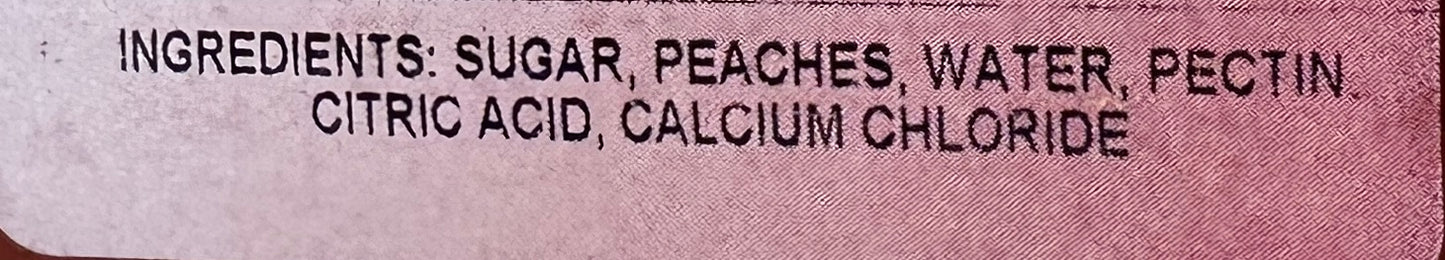 INGREDIENTS: SUGAR, PEACHES, WATER, PECTIN
CITRIC ACID, CALCIUM CHLORIDE